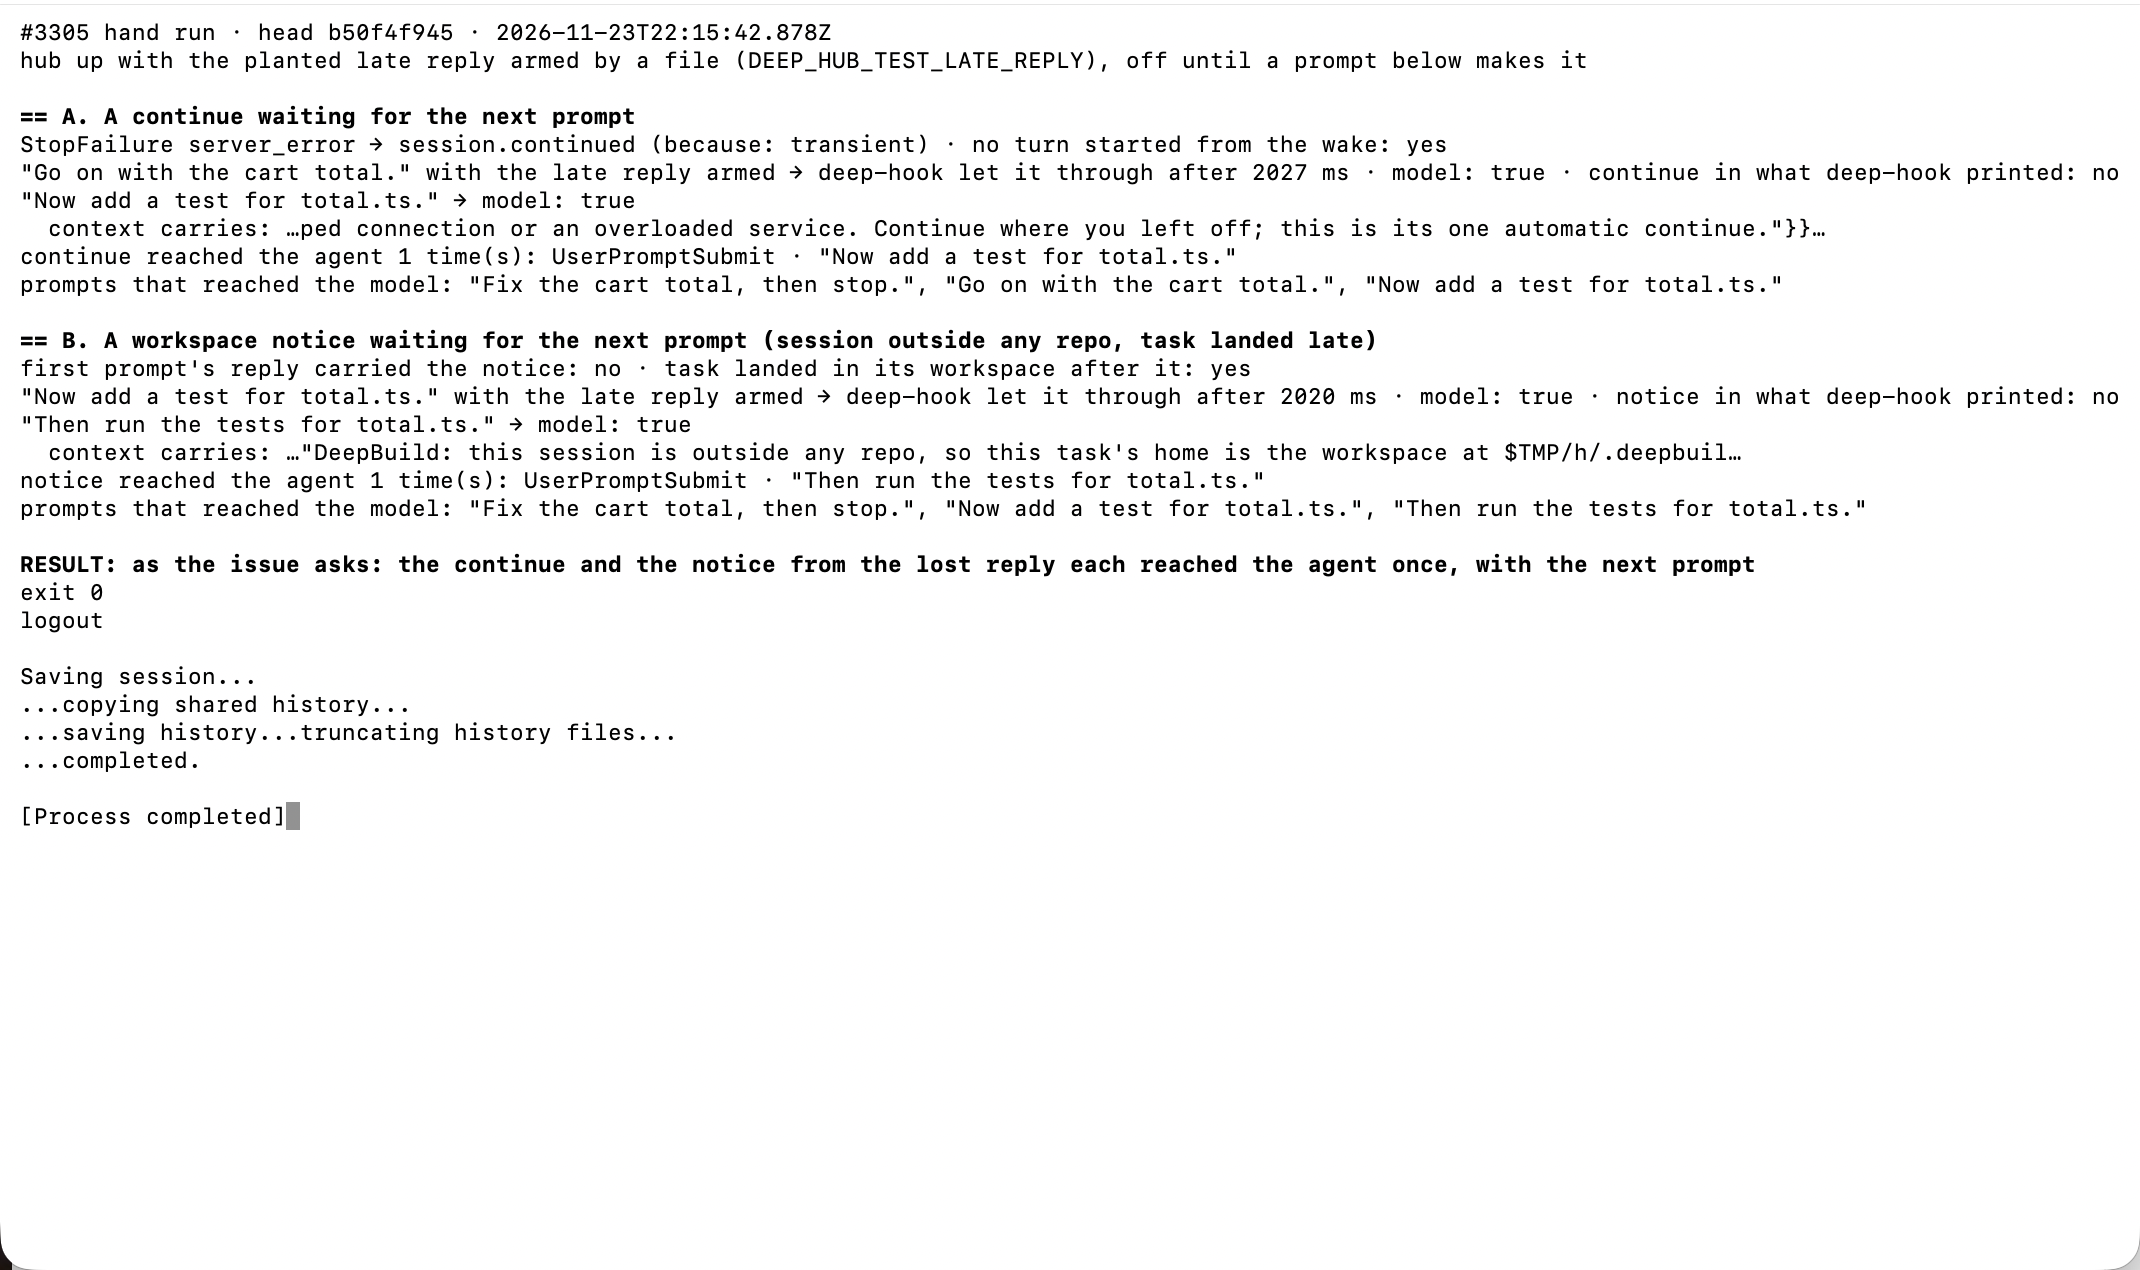 #3305 hand run · head b50f4f945 · 2026-11-23T22:15:42.878Z
hub up with the planted late reply armed by a file (DEEP_HUB_TEST_LATE_REPLY), off until a prompt below makes it
== A. A continue waiting for the next prompt
StopFailure server_error → session.continued (because: transient) · no turn started from the wake: yes
"Go on with the cart total." with the late reply armed → deep-hook let it through after 2027 ms · model: true · continue in what deep-hook printed: no
"Now add a test for total.ts." → model: true
  context carries: …ped connection or an overloaded service. Continue where you left off; this is its one automatic continue."}}…
continue reached the agent 1 time(s): UserPromptSubmit · "Now add a test for total.ts."
prompts that reached the model: "Fix the cart total, then stop.", "Go on with the cart total.", "Now add a test for total.ts."
== B. A workspace notice waiting for the next prompt (session outside any repo, task landed late)
first prompt's reply carried the notice: no · task landed in its workspace after it: yes
"Now add a test for total.ts." with the late reply armed → deep-hook let it through after 2020 ms · model: true · notice in what deep-hook printed: no
"Then run the tests for total.ts." → model: true
  context carries: …"DeepBuild: this session is outside any repo, so this task's home is the workspace at $TMP/h/.deepbuil…
notice reached the agent 1 time(s): UserPromptSubmit · "Then run the tests for total.ts."
prompts that reached the model: "Fix the cart total, then stop.", "Now add a test for total.ts.", "Then run the tests for total.ts."
RESULT: as the issue asks: the continue and the notice from the lost reply each reached the agent once, with the next prompt
exit 0
logout
Saving session...
...copying shared history...
...saving history...truncating history files...
...completed.
[Process completed]